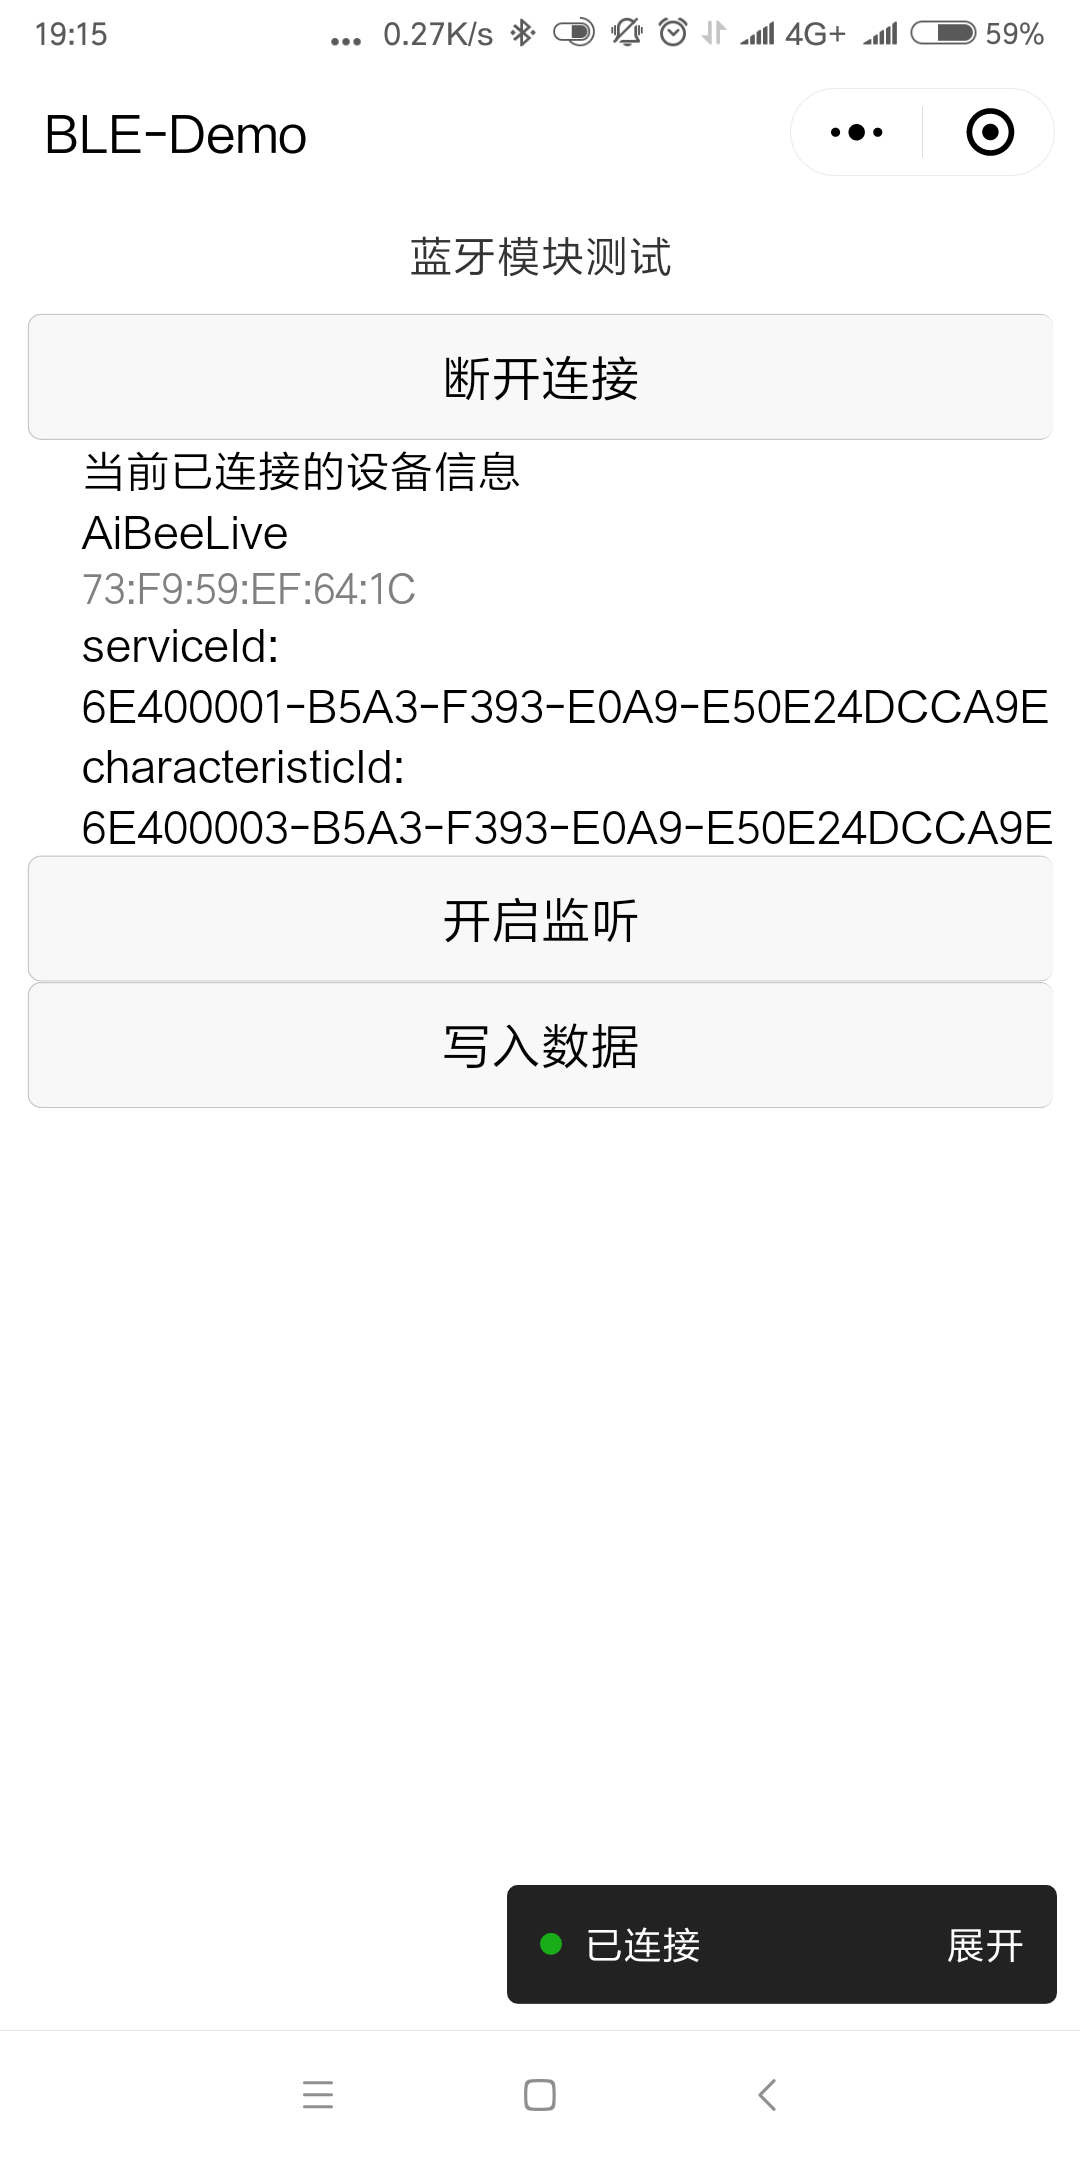 19:15 ... 0.27K/s 4G+ 59%
BLE-Demo
蓝牙模块测试
断开连接
当前已连接的设备信息
AiBeeLive
73:F9:59:EF:64:1C
serviceId:
6E400001-B5A3-F393-E0A9-E50E24DCCA9E
characteristicId:
6E400003-B5A3-F393-E0A9-E50E24DCCA9E
开启监听
写入数据
已连接 展开